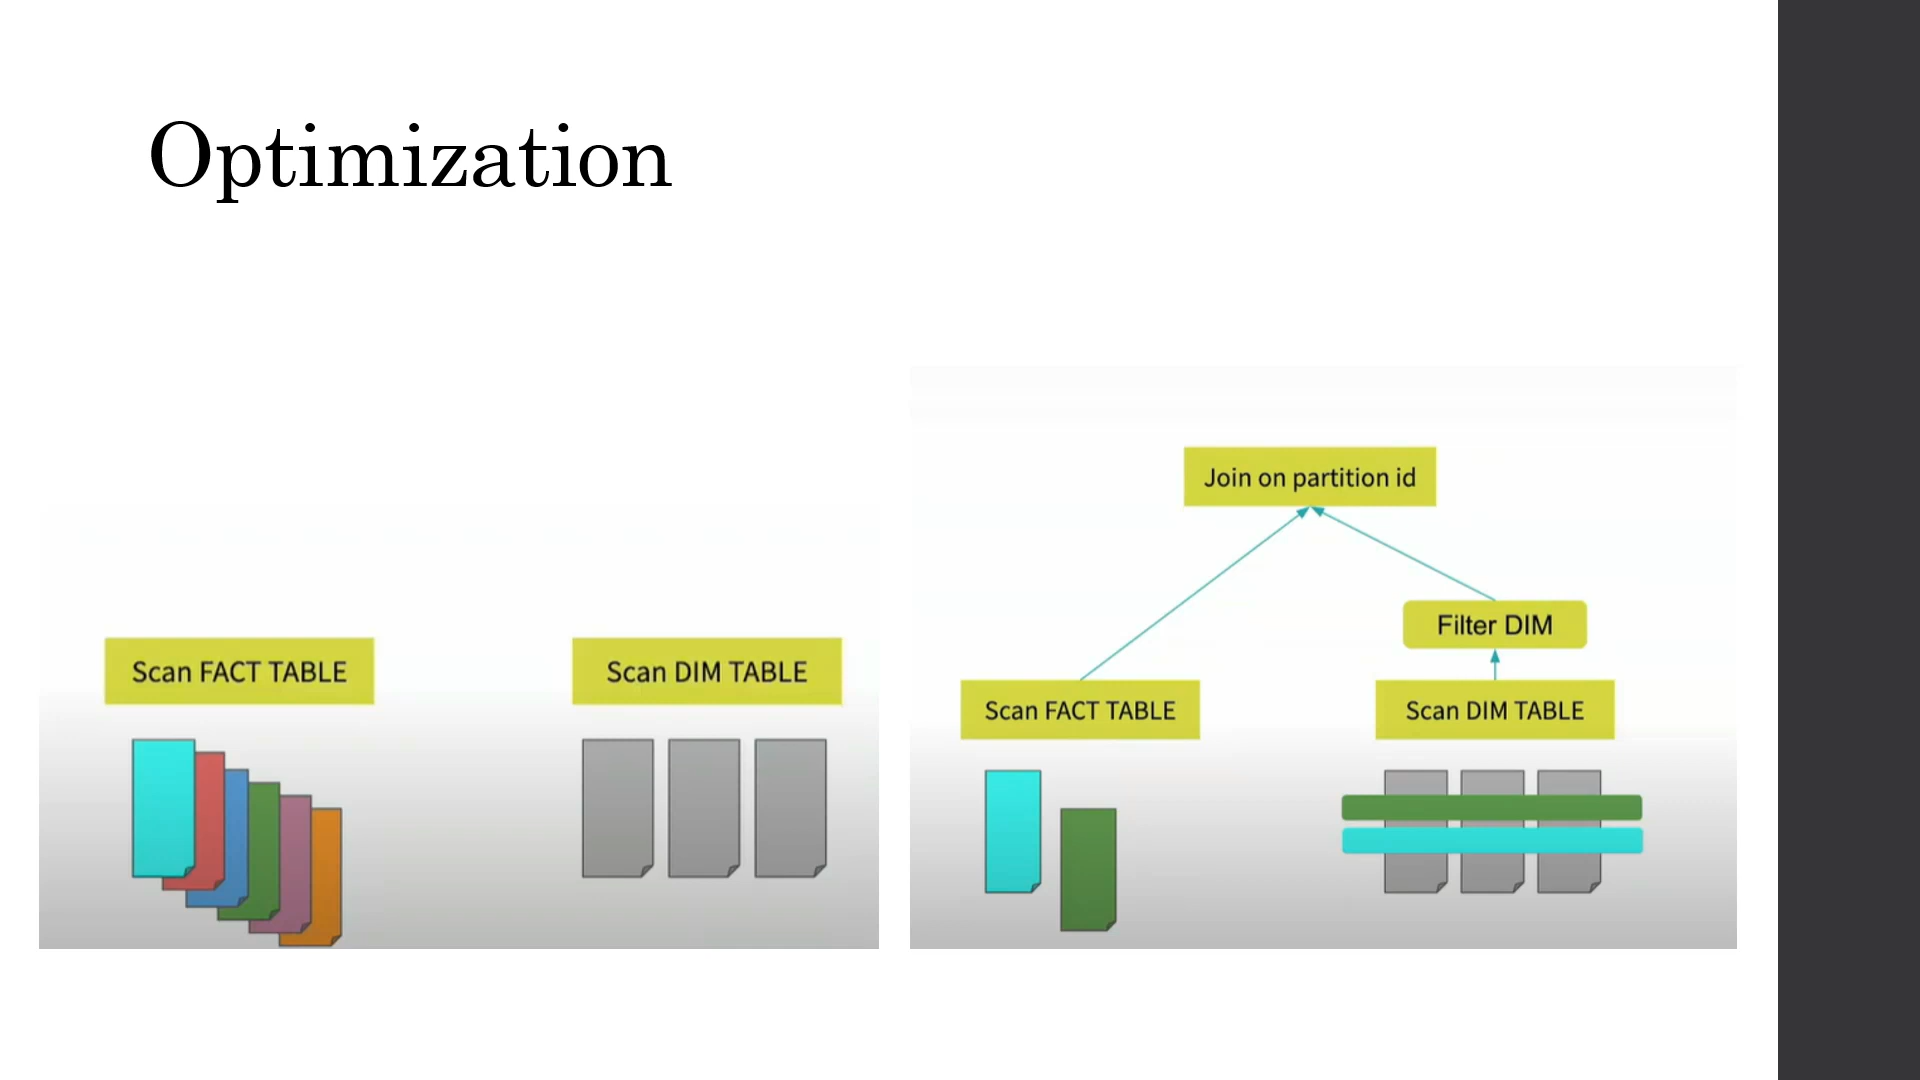 Optimization
Scan FACT TABLE
Scan DIM TABLE
Join on partition id
Filter DIM
Scan FACT TABLE
Scan DIM TABLE